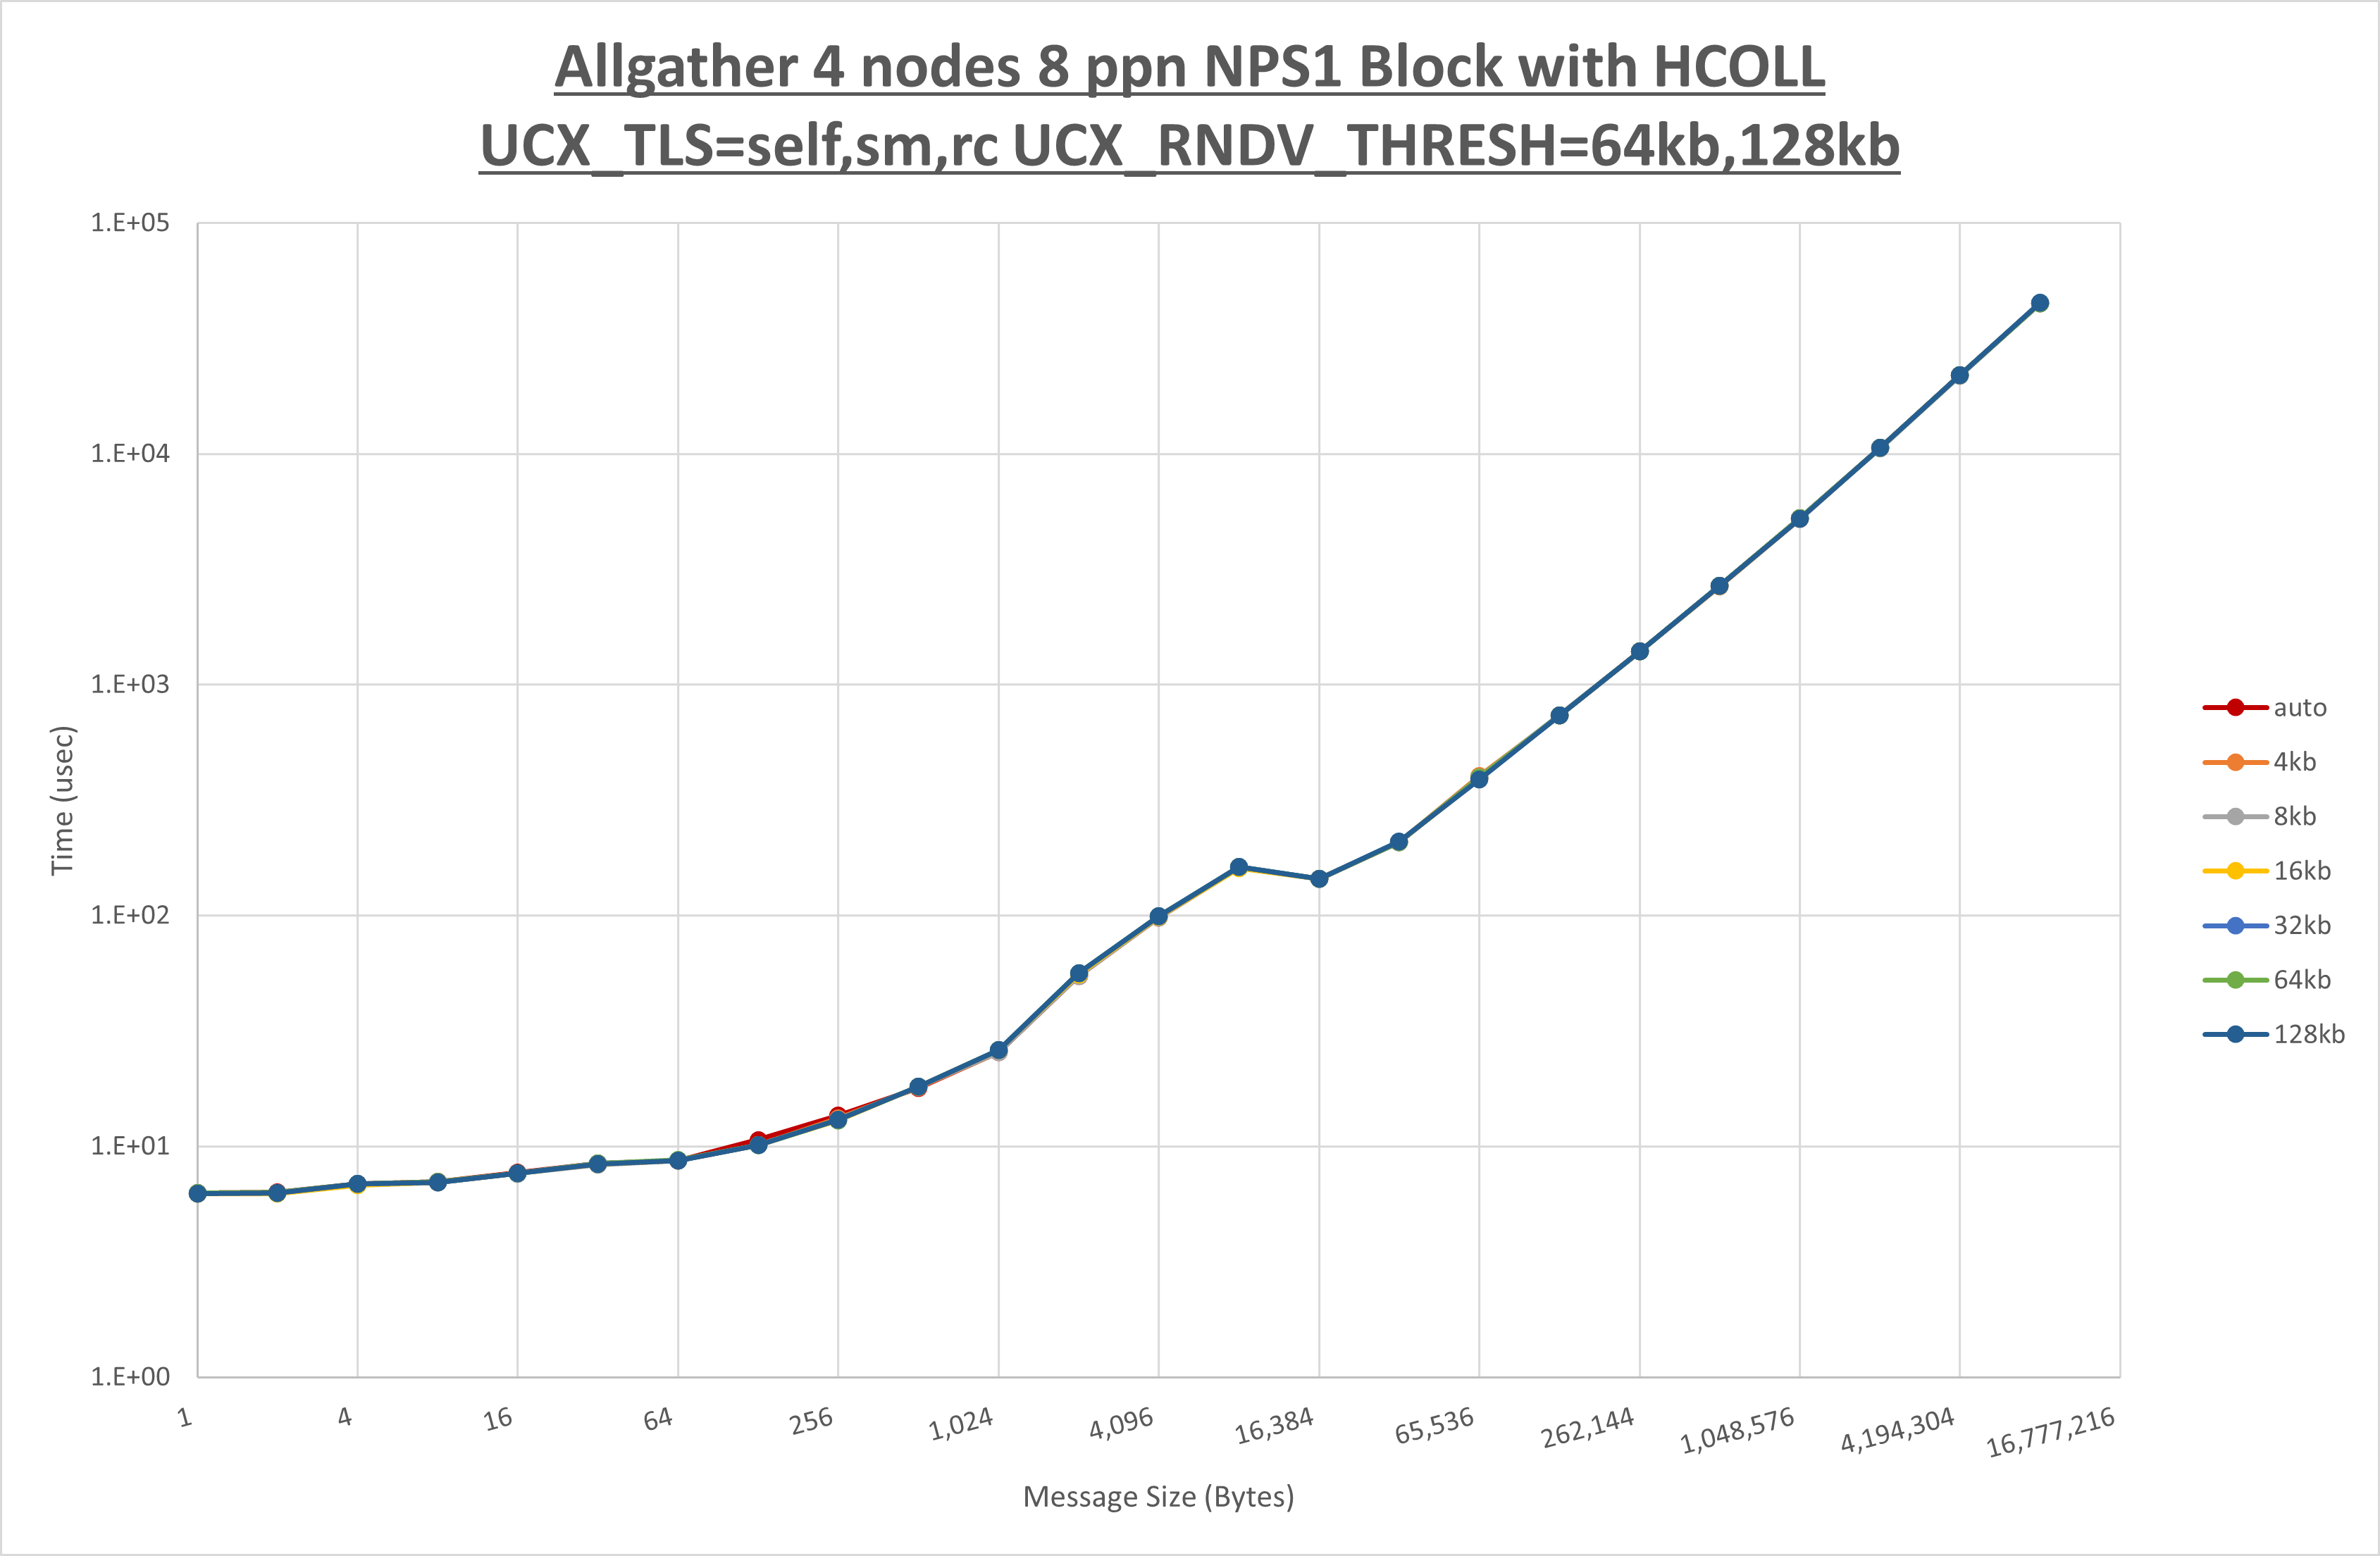 Allgather 4 nodes 8 ppn NPS1 Block with HCOLL
UCX_TLS=self,sm,rc UCX_RNDV_THRESH=64kb,128kb
1.E+05
1.E+04
1.E+03
1.E+02
1.E+01
1.E+00
Time (usec)
1
4
16
64
256
1,024
4,096
16,384
65,536
262,144
1,048,576
4,194,304
16,777,216
Message Size (Bytes)
auto
4kb
8kb
16kb
32kb
64kb
128kb